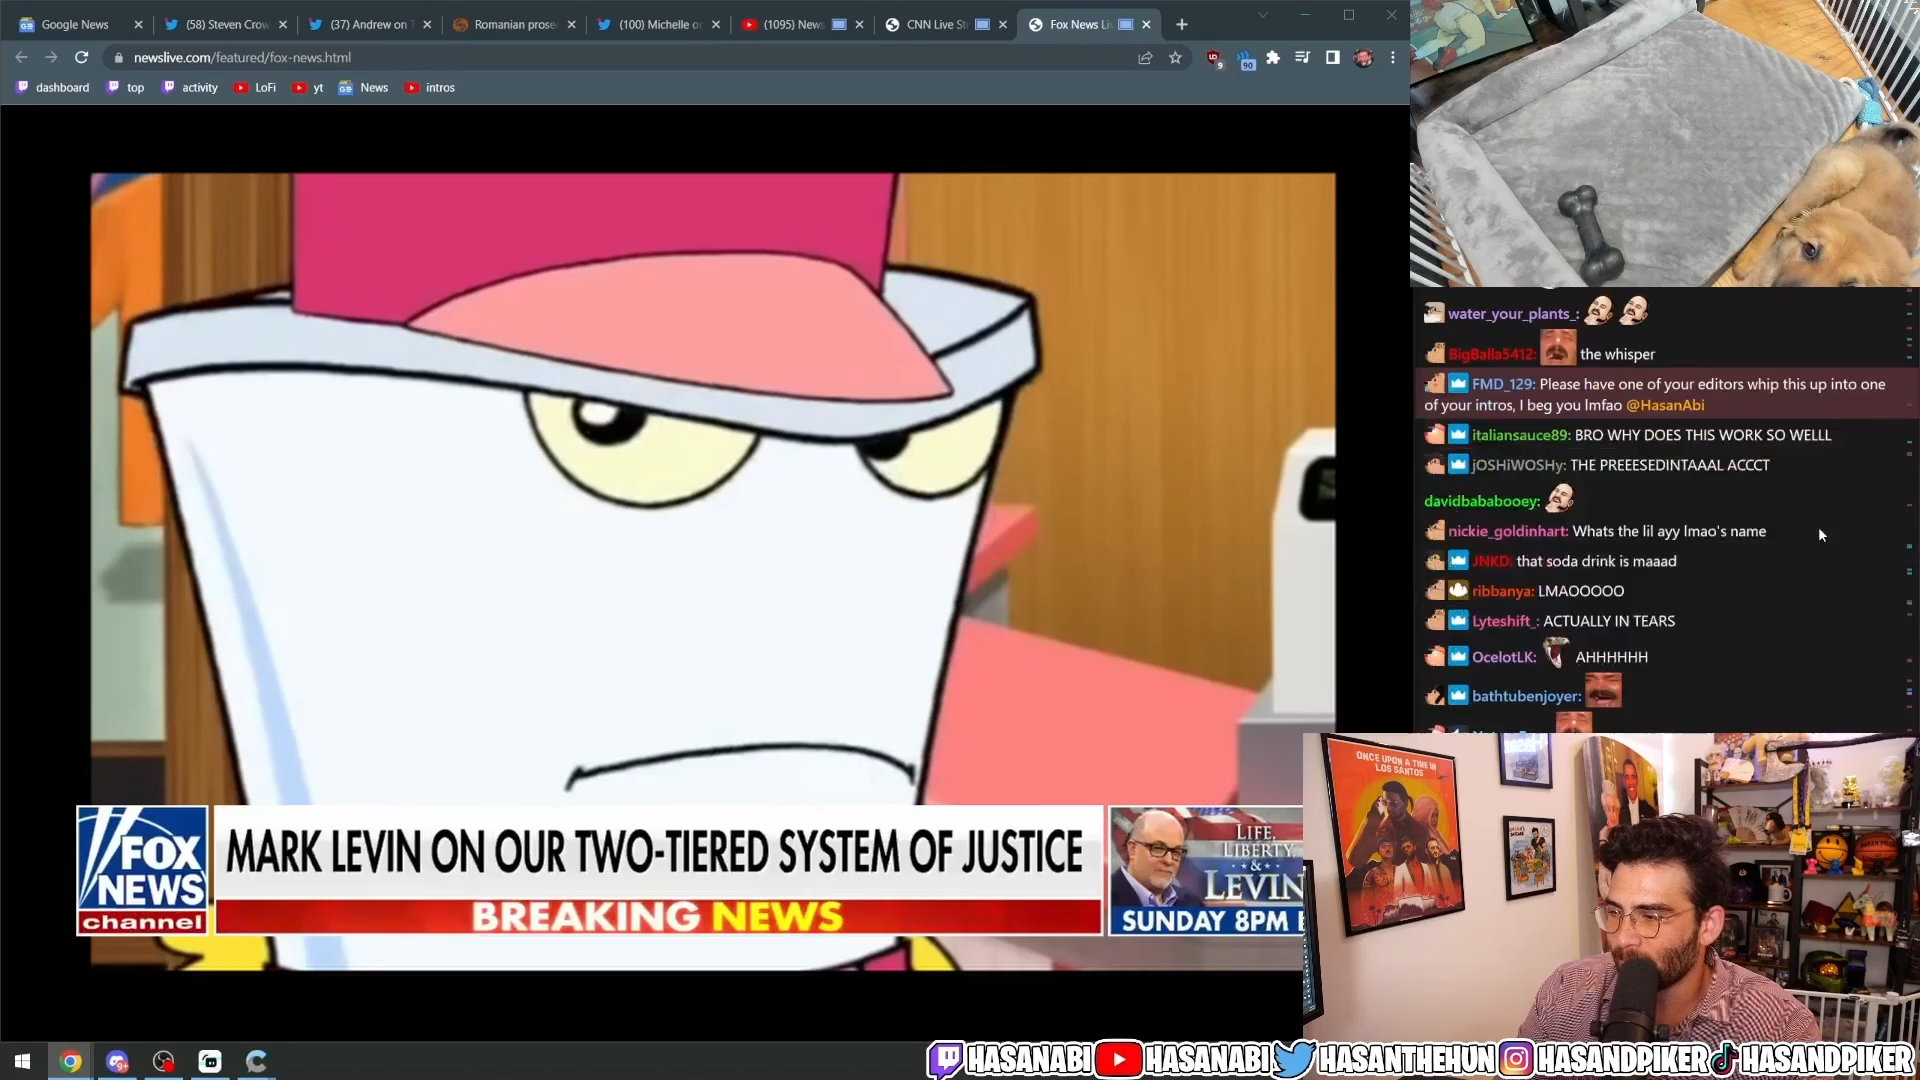 Google News
(58) Steven Crow
(37) Andrew on T
Romanian prose
(100) Michelle or
(1095) News
CNN Live St
Fox News Li
newslive.com/featured/fox-news.html
9
90
dashboard
top
activity
LoFi
yt
News
intros
water_your_plants_:
BigBalla5412: the whisper
FMD_129: Please have one of your editors whip this up into one
of your intros, I beg you lmfao @HasanAbi
italiansauce89: BRO WHY DOES THIS WORK SO WELLL
jOSHiWOSHy: THE PREEESEDINTAAAL ACCCT
davidbababooey:
nickie_goldinhart: Whats the lil ayy lmao's name
JNKD: that soda drink is maaad
ribbanya: LMAOOOOO
Lyteshift_: ACTUALLY IN TEARS
OcelotLK: AHHHHHH
bathtubenjoyer:
ONCE UPON A TIME IN
LOS SANTOS
FOX
NEWS
channel
MARK LEVIN ON OUR TWO-TIERED SYSTEM OF JUSTICE
BREAKING NEWS
LIFE,
LIBERTY,
&
LEVIN
SUNDAY 8PM E
HASANABI
HASANABI
HASANTHEHUN
HASANDPIKER
HASANDPIKER